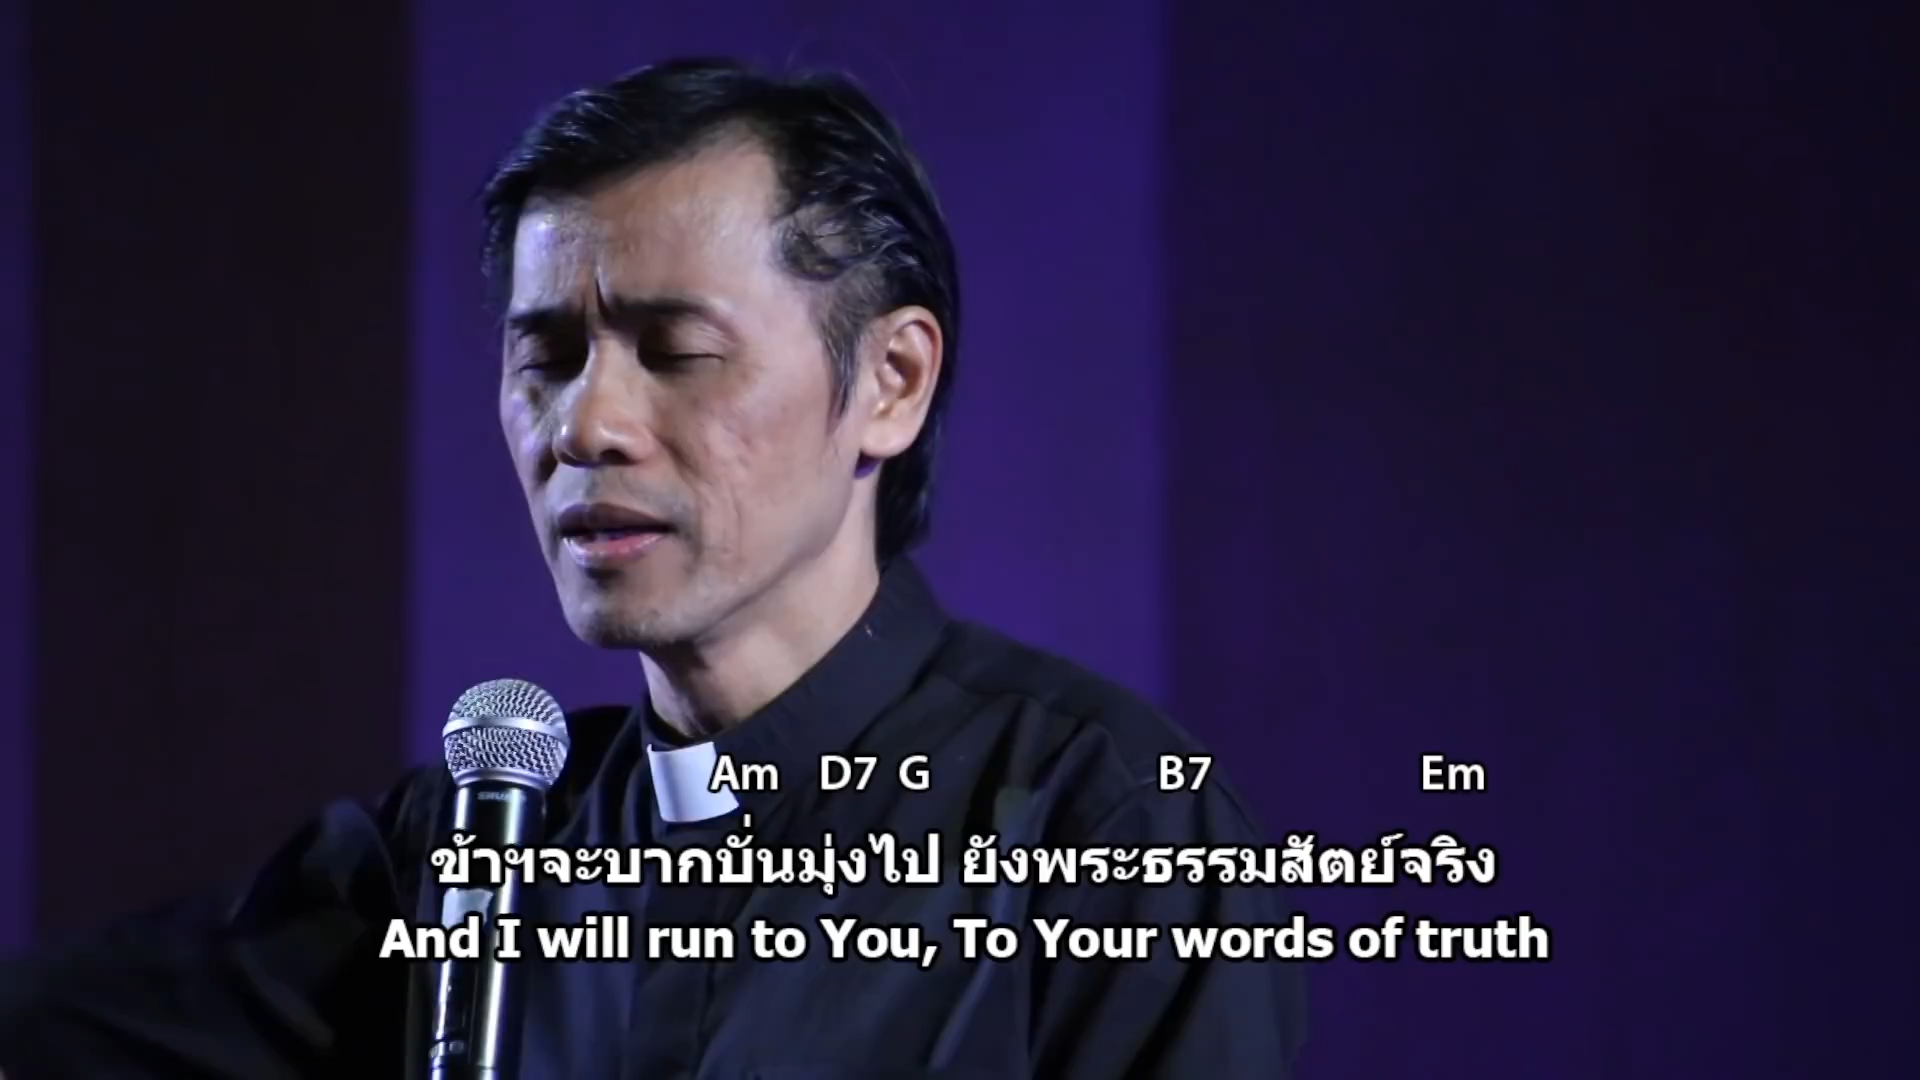 Am D7 G B7 Em
ข้าฯจะบากบั่นมุ่งไป ยังพระธรรมสัตย์จริง
And I will run to You, To Your words of truth